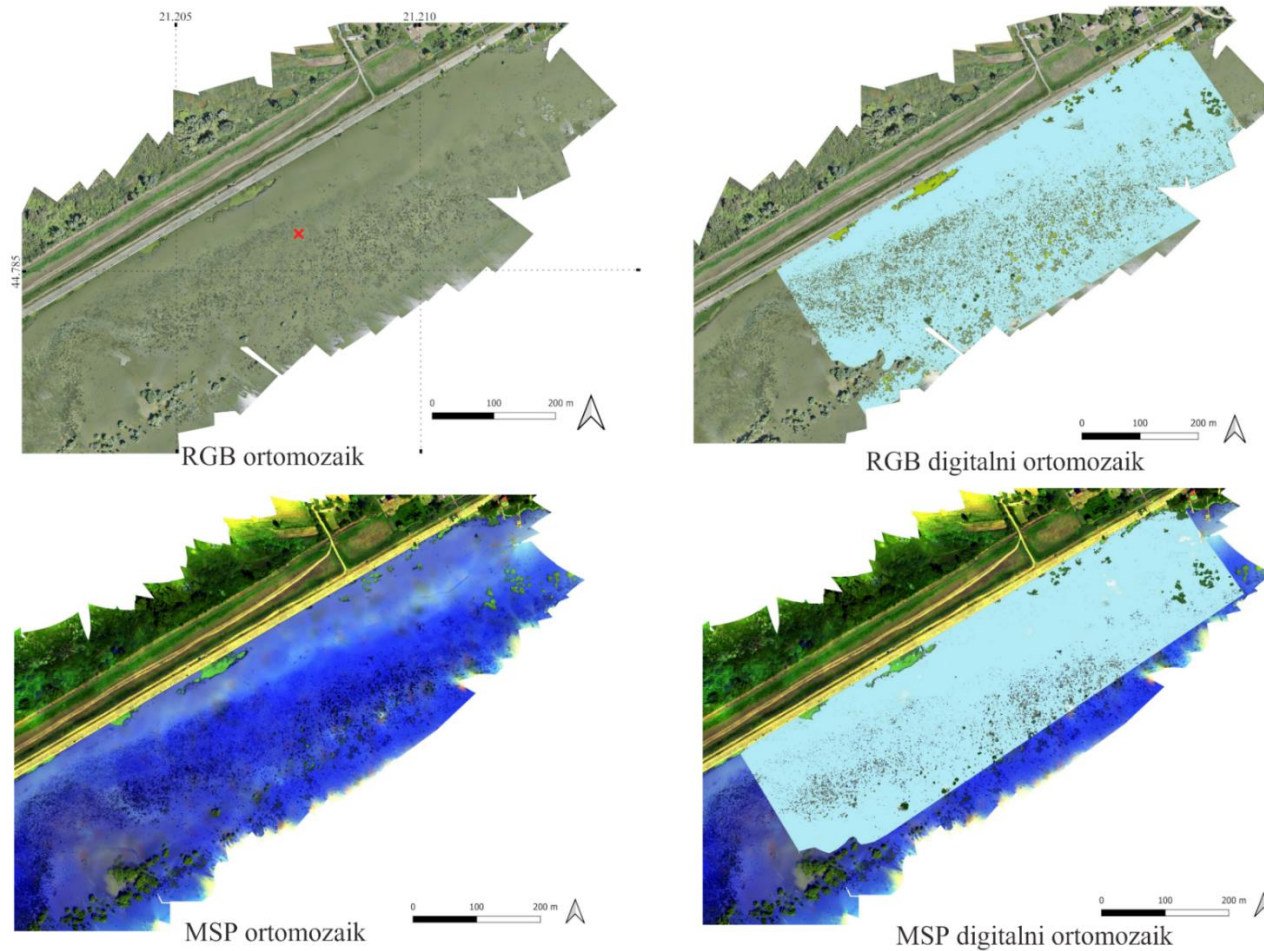 21.205 21.210
44.785
0 100 200 m
0 100 200 m
RGB ortomozaik
RGB digitalni ortomozaik
0 100 200 m
0 100 200 m
MSP ortomozaik
MSP digitalni ortomozaik